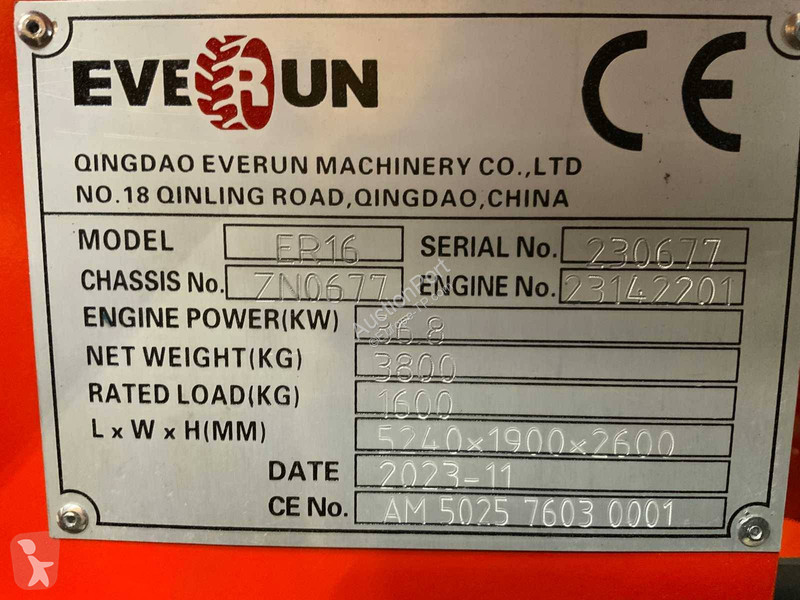 EVERUN
CE
QINGDAO EVERUN MACHINERY CO.,LTD
NO.18 QINLING ROAD,QINGDAO,CHINA
MODEL ER16 SERIAL No. 230677
CHASSIS No. ZN0677 ENGINE No. 23142201
AuctionPort
ENGINE POWER(KW) 36.8
NET WEIGHT(KG) 3800
RATED LOAD(KG) 1600
L x W x H(MM) 5240×1900×2600
DATE 2023-11
CE No. AM 5025 7603 0001